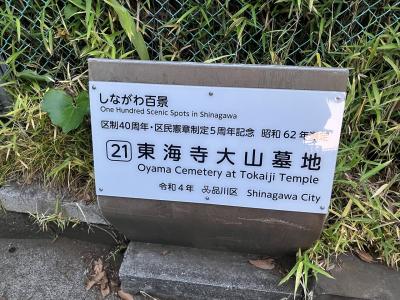 しながわ百景
One Hundred Scenic Spots in Shinagawa
区制40周年・区民憲章制定5周年記念 昭和62年
21 東海寺大山墓地
Oyama Cemetery at Tokaiji Temple
令和4年 品川区 Shinagawa City